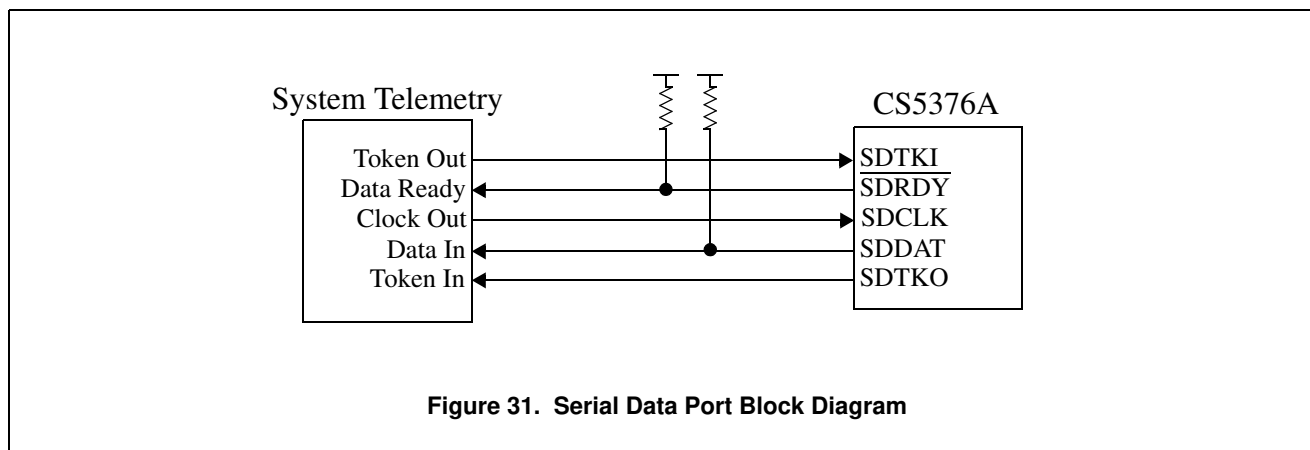 System Telemetry
CS5376A
Token Out
SDTKI
Data Ready
SDRDY
Clock Out
SDCLK
Data In
SDDAT
Token In
SDTKO
Figure 31. Serial Data Port Block Diagram